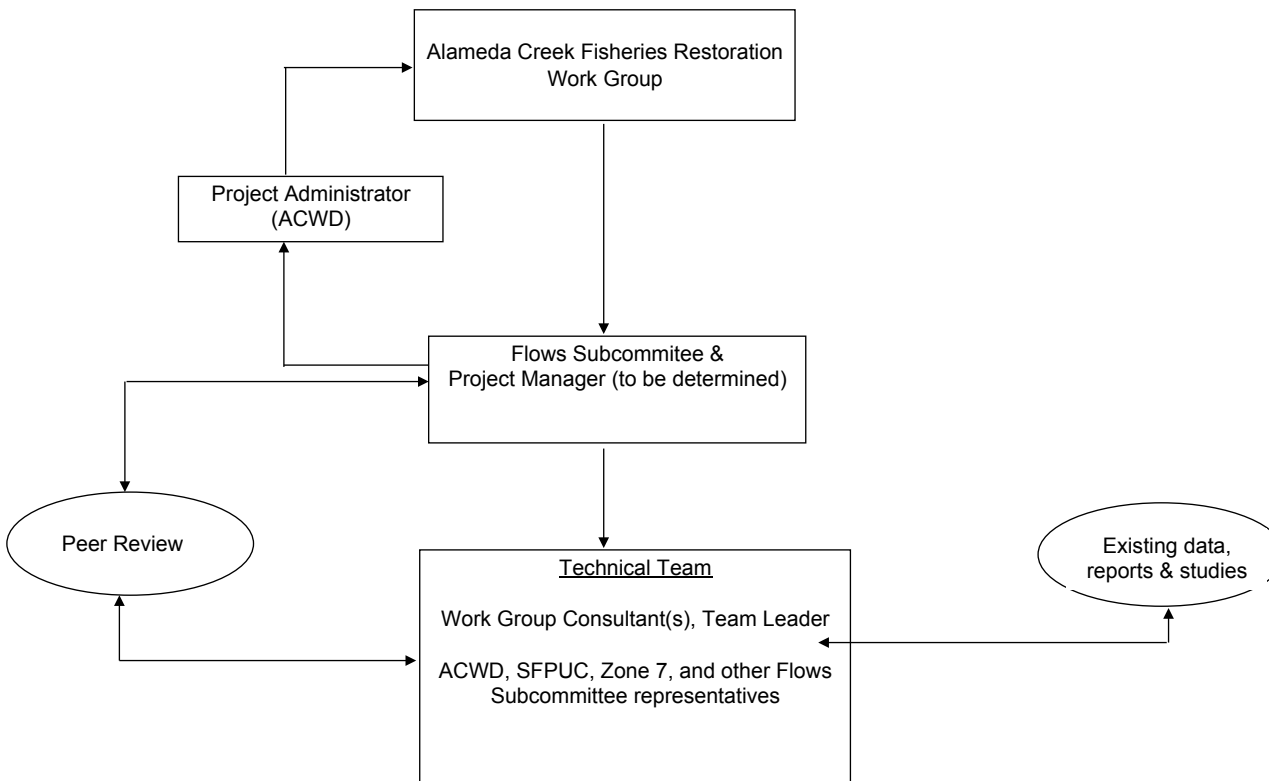 Alameda Creek Fisheries Restoration
Work Group
Project Administrator
(ACWD)
Flows Subcommitee &
Project Manager (to be determined)
Peer Review
Existing data,
reports & studies
Technical Team
Work Group Consultant(s), Team Leader
ACWD, SFPUC, Zone 7, and other Flows
Subcommittee representatives